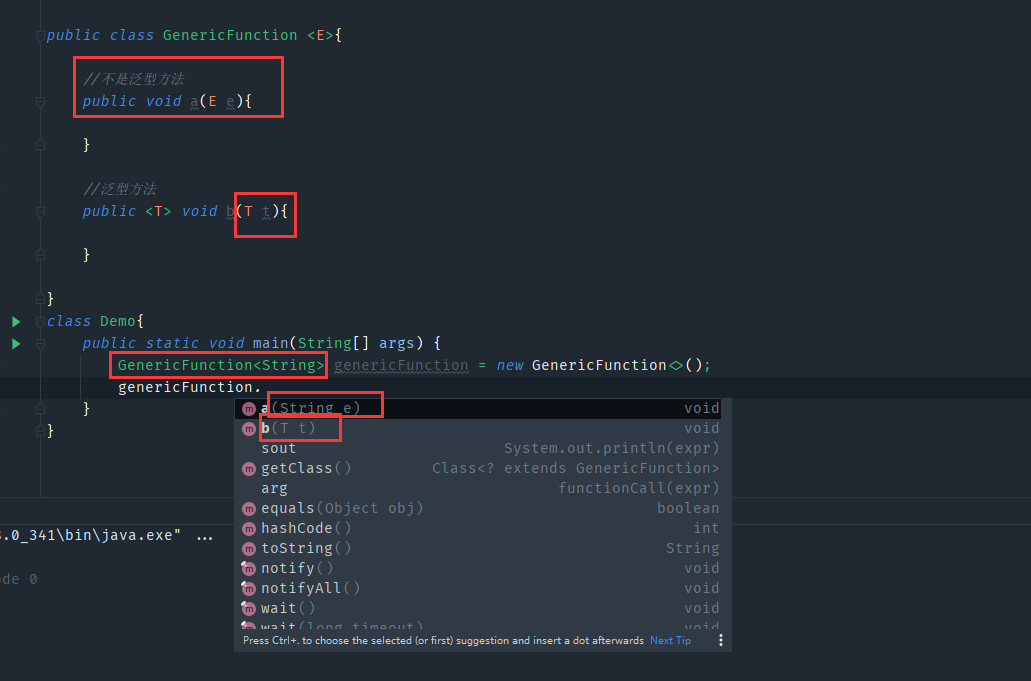 public class GenericFunction <E>{
//不是泛型方法
public void a(E e){
}
//泛型方法
public <T> void b(T t){
}
}
class Demo{
public static void main(String[] args) {
GenericFunction<String> genericFunction = new GenericFunction<>();
genericFunction.
}
}
a(String e) void
b(T t) void
sout System.out.println(expr)
getClass() Class<? extends GenericFunction>
arg functionCall(expr)
equals(Object obj) boolean
hashCode() int
toString() String
notify() void
notifyAll() void
wait() void
wait(long timeout) void
Press Ctrl+. to choose the selected (or first) suggestion and insert a dot afterwards Next Tip
.0_341\bin\java.exe" ...
de 0